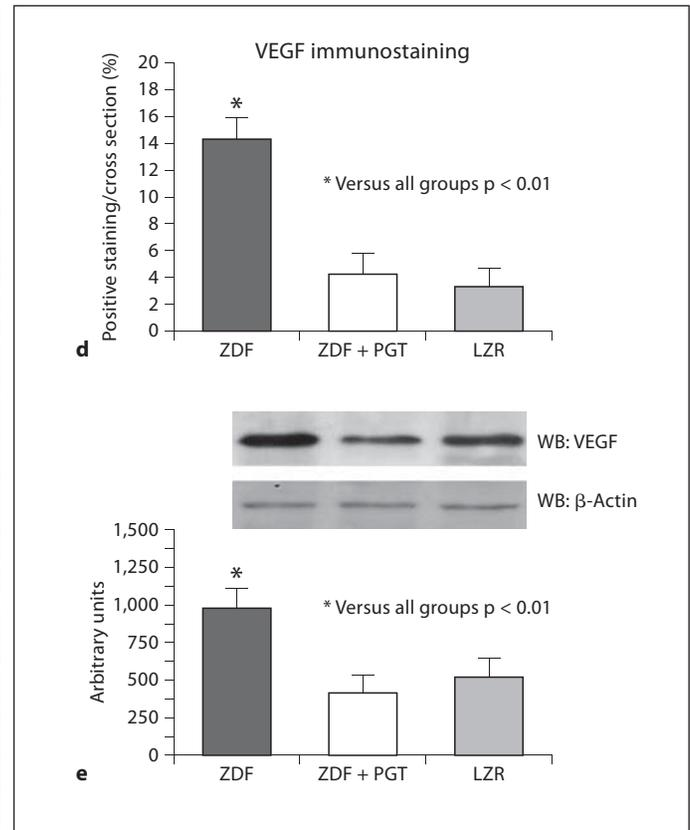 VEGF immunostaining
Positive staining/cross section (%)
20
18
16
14
12
10
8
6
4
2
0
*
* Versus all groups p < 0.01
ZDF
ZDF + PGT
LZR
d
WB: VEGF
WB: β-Actin
Arbitrary units
1,500
1,250
1,000
750
500
250
0
*
* Versus all groups p < 0.01
ZDF
ZDF + PGT
LZR
e